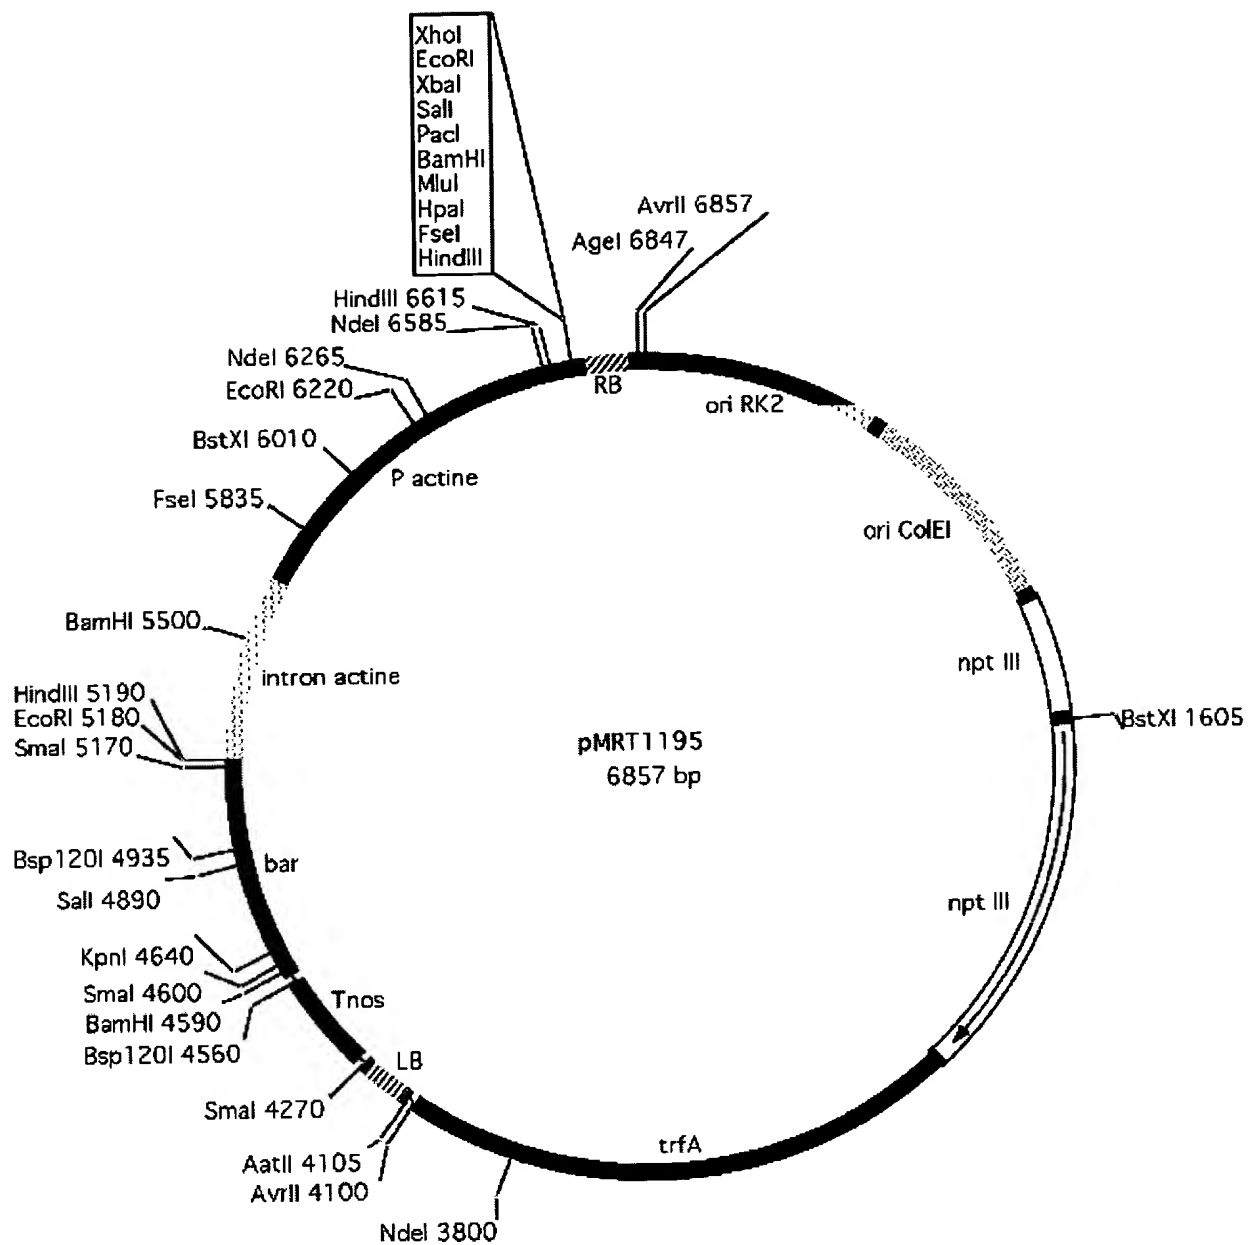 XhoI
EcoRI
XbaI
SalI
PacI
BamHI
MluI
HpaI
FseI
HindIII
AvrII 6857
AgeI 6847
HindIII 6615
NdeI 6585
NdeI 6265
EcoRI 6220
BstXI 6010
FseI 5835
BamHI 5500
HindIII 5190
EcoRI 5180
SmaI 5170
Bsp120I 4935
SalI 4890
KpnI 4640
SmaI 4600
BamHI 4590
Bsp120I 4560
SmaI 4270
AatII 4105
AvrII 4100
NdeI 3800
BstXI 1605
RB
ori RK2
P actine
ori ColEI
npt III
intron actine
pMRT1195
6857 bp
bar
npt III
Tnos
LB
trfA